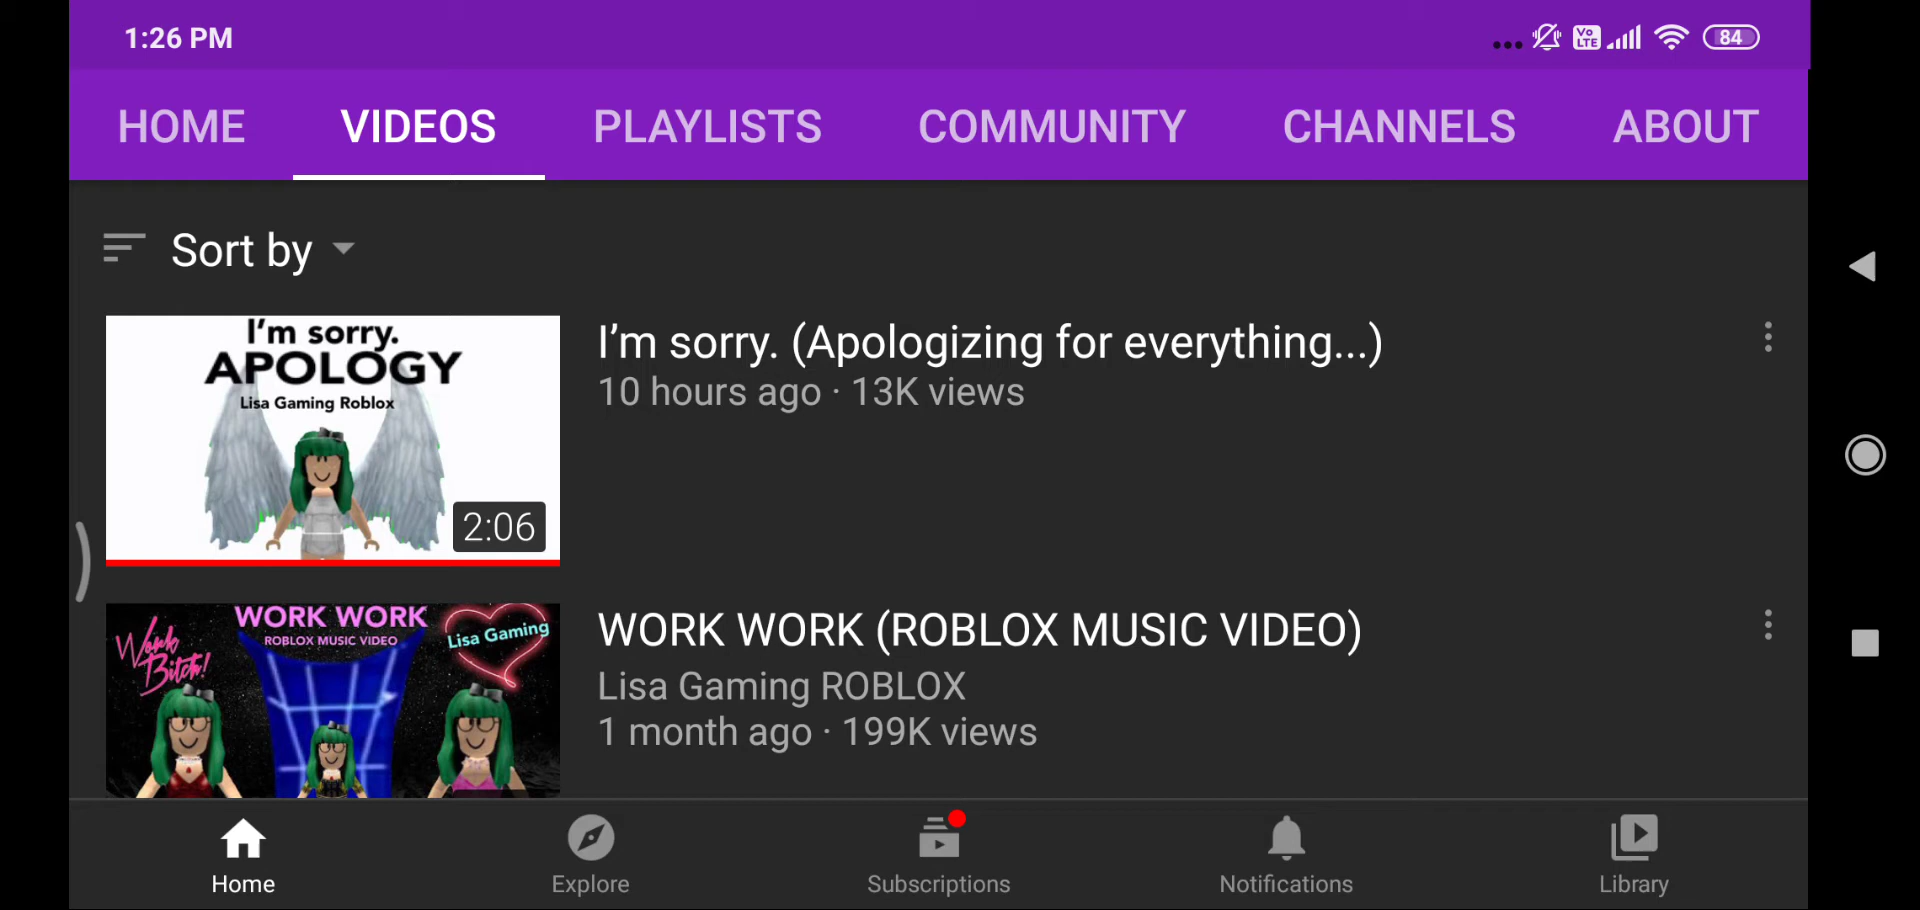 1:26 PM
Vo LTE
84
HOME
VIDEOS
PLAYLISTS
COMMUNITY
CHANNELS
ABOUT
Sort by
I'm sorry.
APOLOGY
Lisa Gaming Roblox
2:06
I'm sorry. (Apologizing for everything...)
10 hours ago · 13K views
WORK WORK
ROBLOX MUSIC VIDEO
Work
Bitch!
Lisa Gaming
WORK WORK (ROBLOX MUSIC VIDEO)
Lisa Gaming ROBLOX
1 month ago · 199K views
Home
Explore
Subscriptions
Notifications
Library